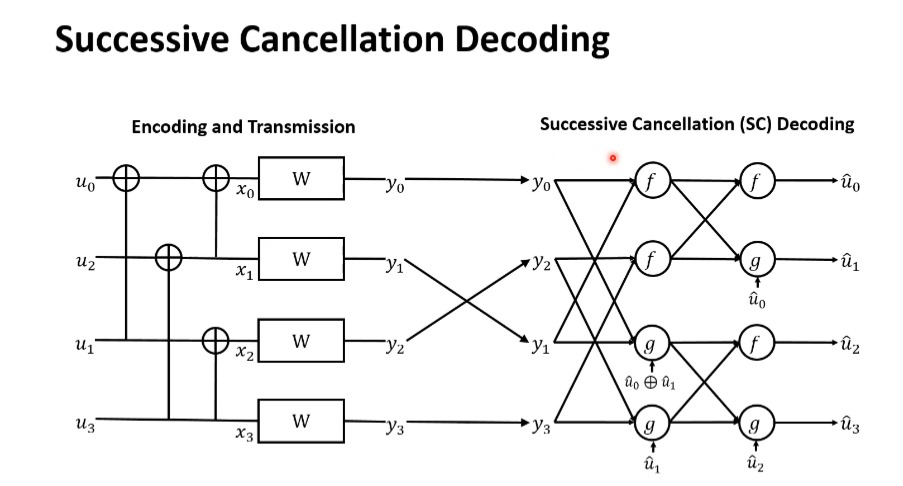 Successive Cancellation Decoding
Encoding and Transmission
Successive Cancellation (SC) Decoding
u₀ x₀ W y₀ y₀ f f û₀
u₂ x₁ W y₁ y₂ f g û₁
û₀
u₁ x₂ W y₂ y₁ g f û₂
û₀ ⊕ û₁
u₃ x₃ W y₃ y₃ g g û₃
û₁ û₂